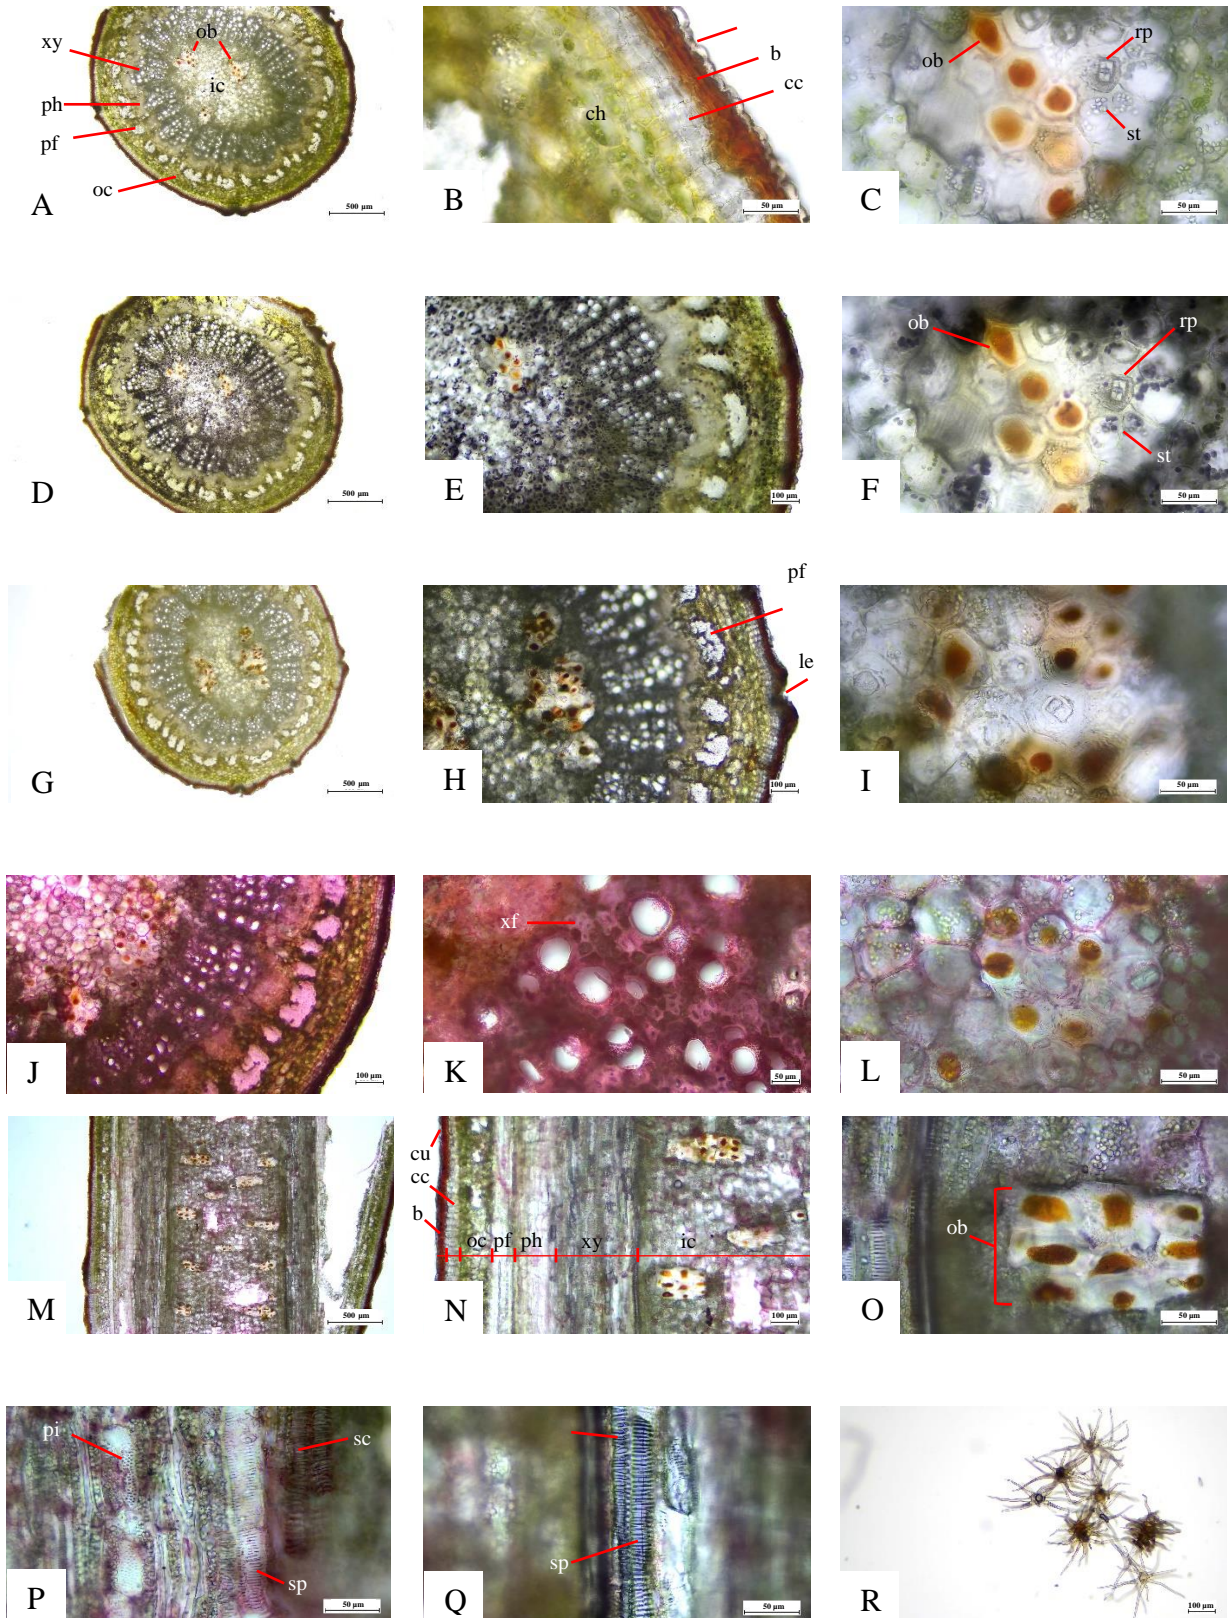 xy
ob
ic
ph
pf
oc
A
500 µm
b
cc
ch
B
50 µm
ob
rp
st
C
50 µm
D
500 µm
E
100 µm
ob
rp
st
F
50 µm
G
500 µm
pf
le
H
100 µm
I
50 µm
J
100 µm
xf
K
50 µm
L
50 µm
M
500 µm
cu
cc
b
oc pf ph xy ic
N
100 µm
ob
O
50 µm
pi
sc
sp
P
50 µm
sp
Q
50 µm
R
100 µm